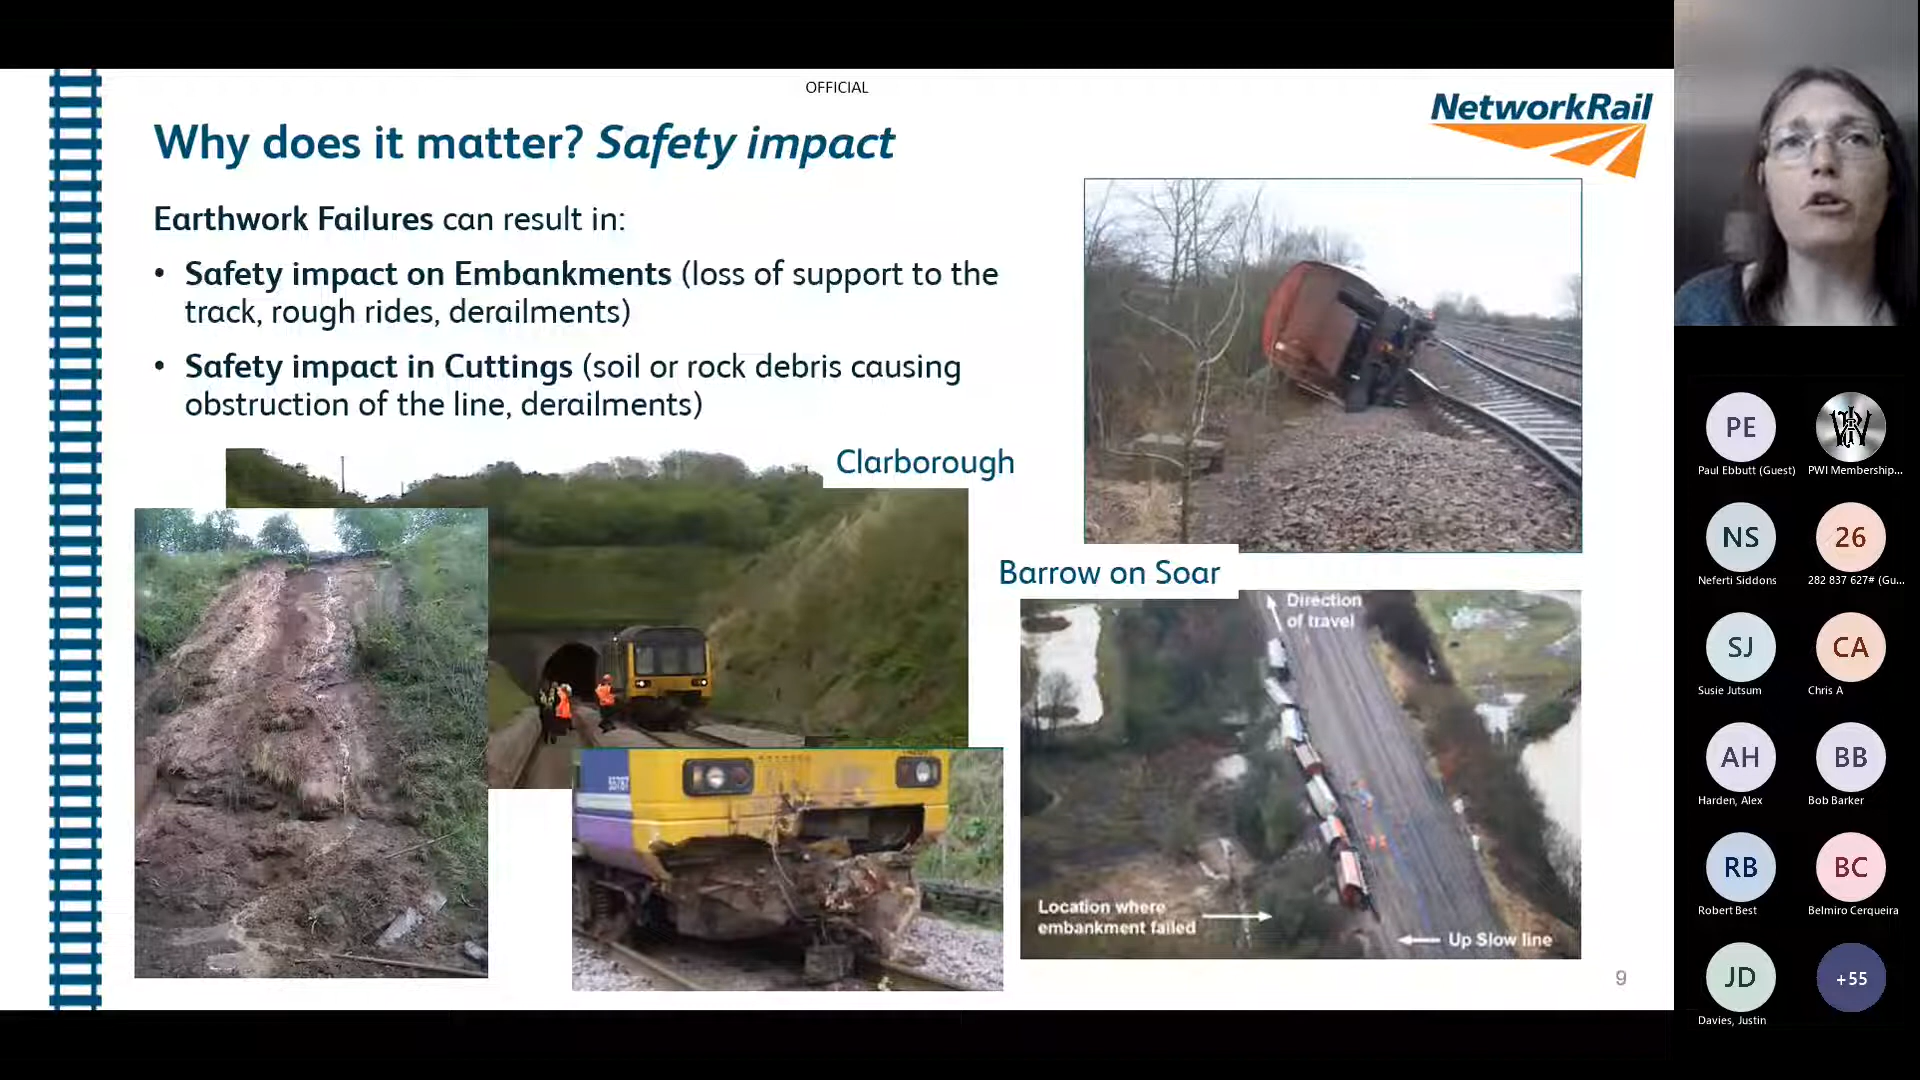 OFFICIAL
NetworkRail
Why does it matter? Safety impact
Earthwork Failures can result in:
• Safety impact on Embankments (loss of support to the
track, rough rides, derailments)
• Safety impact in Cuttings (soil or rock debris causing
obstruction of the line, derailments)
Clarborough
Barrow on Soar
Direction
of travel
Location where
embankment failed
Up Slow line
9
PE
Paul Ebbutt (Guest)
PWI Membership...
NS
Neferti Siddons
26
282 837 627# (Gu...
SJ
Susie Jutsum
CA
Chris A
AH
Harden, Alex
BB
Bob Barker
RB
Robert Best
BC
Belmiro Cerqueira
JD
Davies, Justin
+55